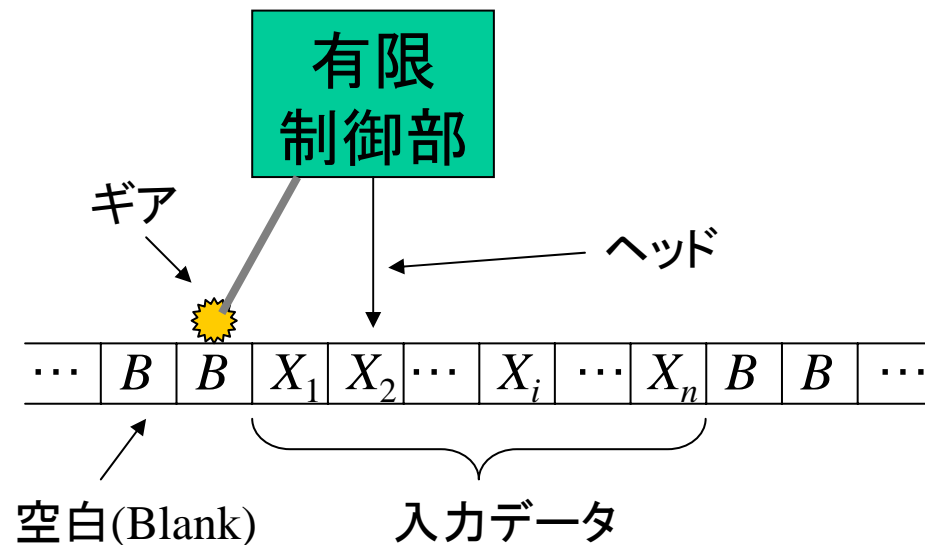 有限
制御部
ギア
ヘッド
… B B X₁ X₂ … Xᵢ … Xₙ B B …
空白(Blank)
入力データ